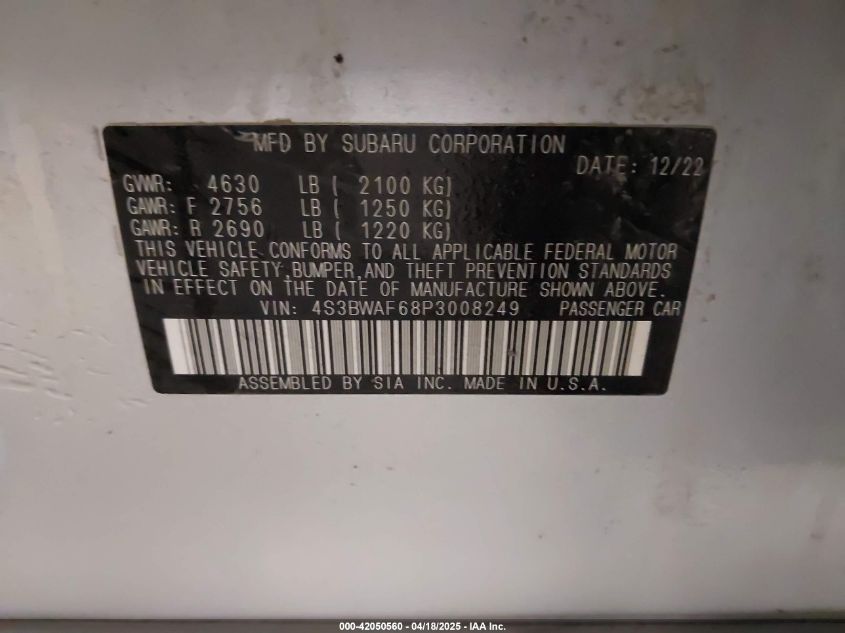 MFD BY SUBARU CORPORATION
DATE: 12/22
GVWR: 4630 LB ( 2100 KG)
GAWR: F 2756 LB ( 1250 KG)
GAWR: R 2690 LB ( 1220 KG)
THIS VEHICLE CONFORMS TO ALL APPLICABLE FEDERAL MOTOR
VEHICLE SAFETY,BUMPER,AND THEFT PREVENTION STANDARDS
IN EFFECT ON THE DATE OF MANUFACTURE SHOWN ABOVE.
VIN: 4S3BWAF68P3008249 PASSENGER CAR
ASSEMBLED BY SIA INC. MADE IN U.S.A.
000-42050560 - 04/18/2025 - IAA Inc.